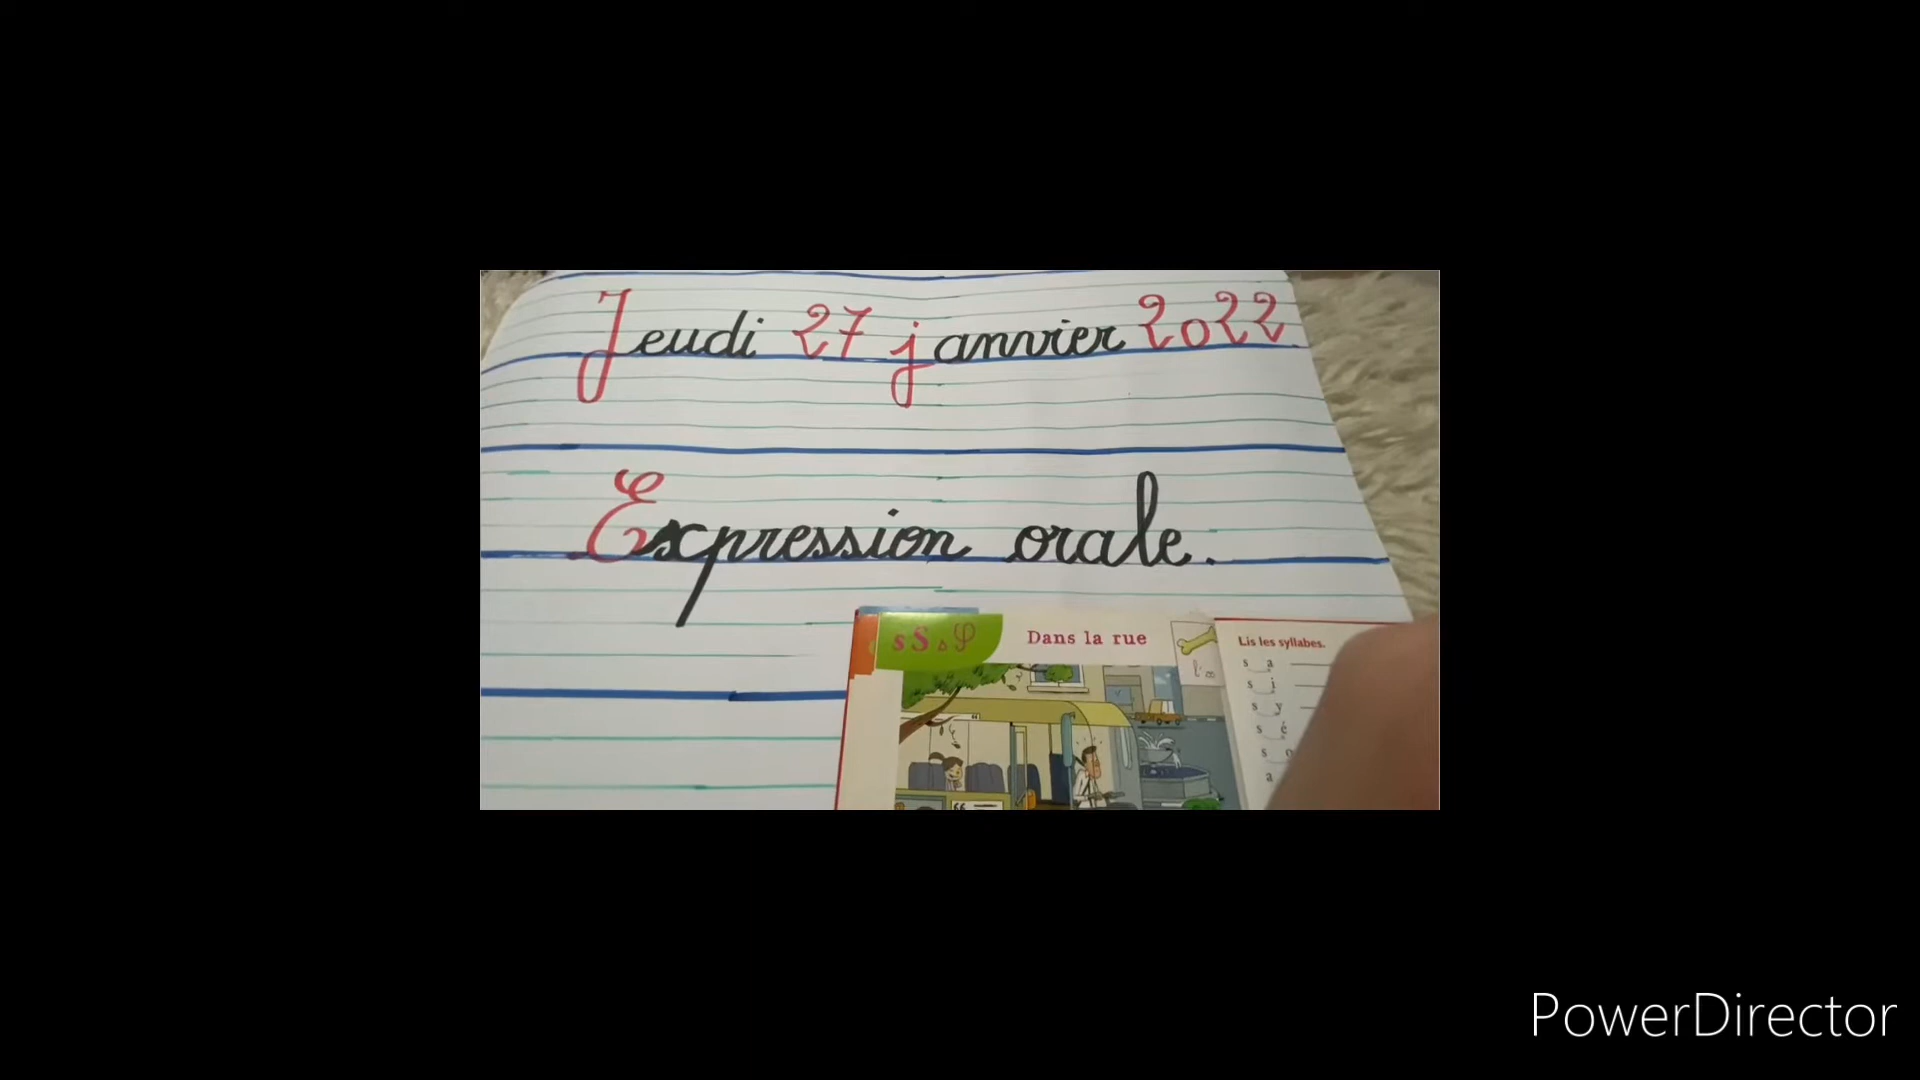 Jeudi 27 janvier 2022
Expression orale.
s S s S
Dans la rue
Lis les syllabes.
s a
s i
s y
s é
s o
a
PowerDirector